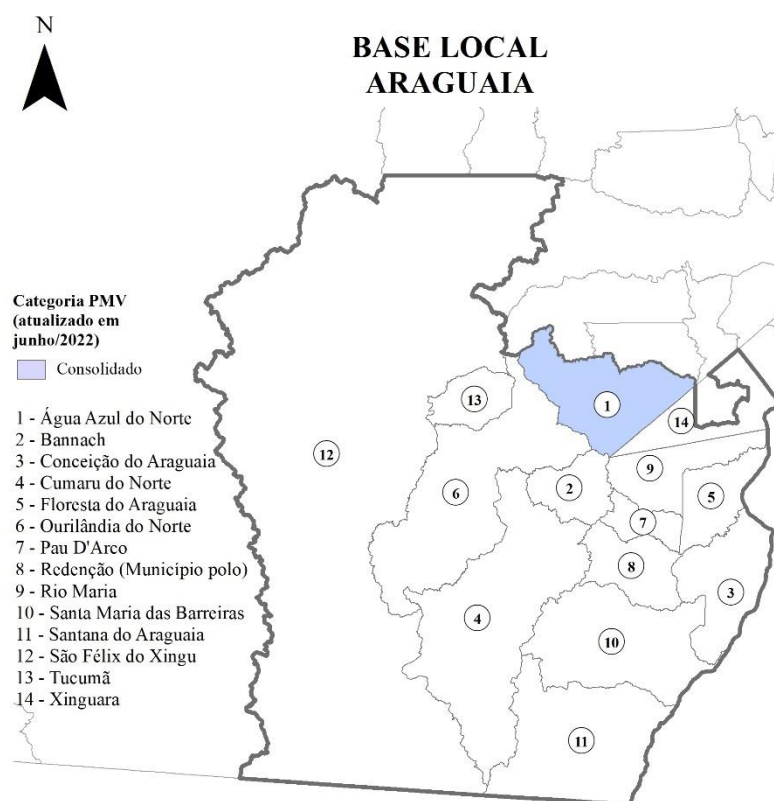 N
BASE LOCAL
ARAGUAIA
Categoria PMV
(atualizado em
junho/2022)
Consolidado
1 - Água Azul do Norte
2 - Bannach
3 - Conceição do Araguaia
4 - Cumaru do Norte
5 - Floresta do Araguaia
6 - Ourilândia do Norte
7 - Pau D'Arco
8 - Redenção (Município polo)
9 - Rio Maria
10 - Santa Maria das Barreiras
11 - Santana do Araguaia
12 - São Félix do Xingu
13 - Tucumã
14 - Xinguara
1
13
14
12
9
6
2
5
7
8
3
4
10
11